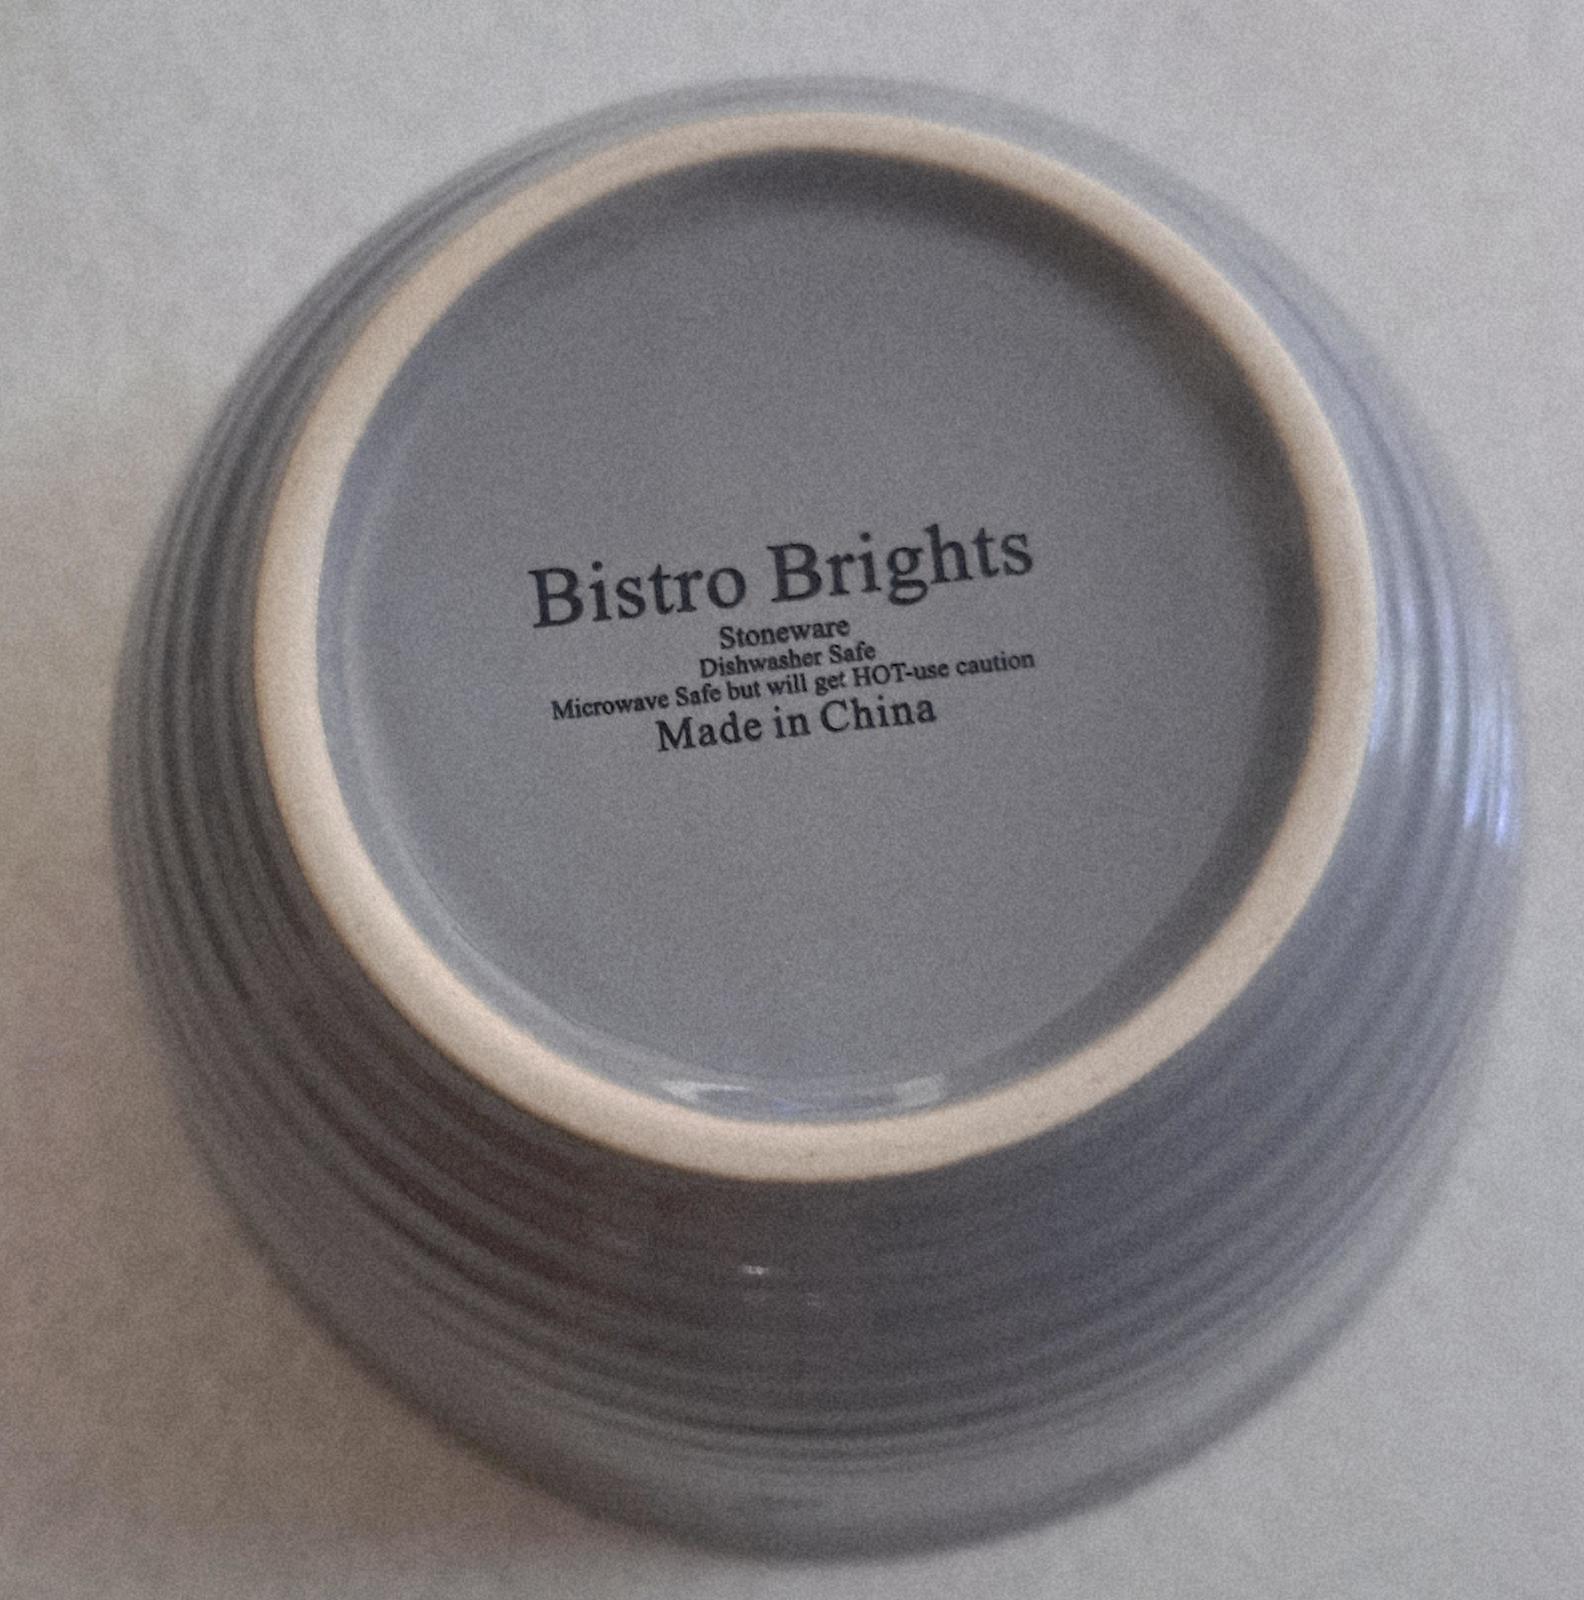 Bistro Brights
Stoneware
Dishwasher Safe
Microwave Safe but will get HOT-use caution
Made in China